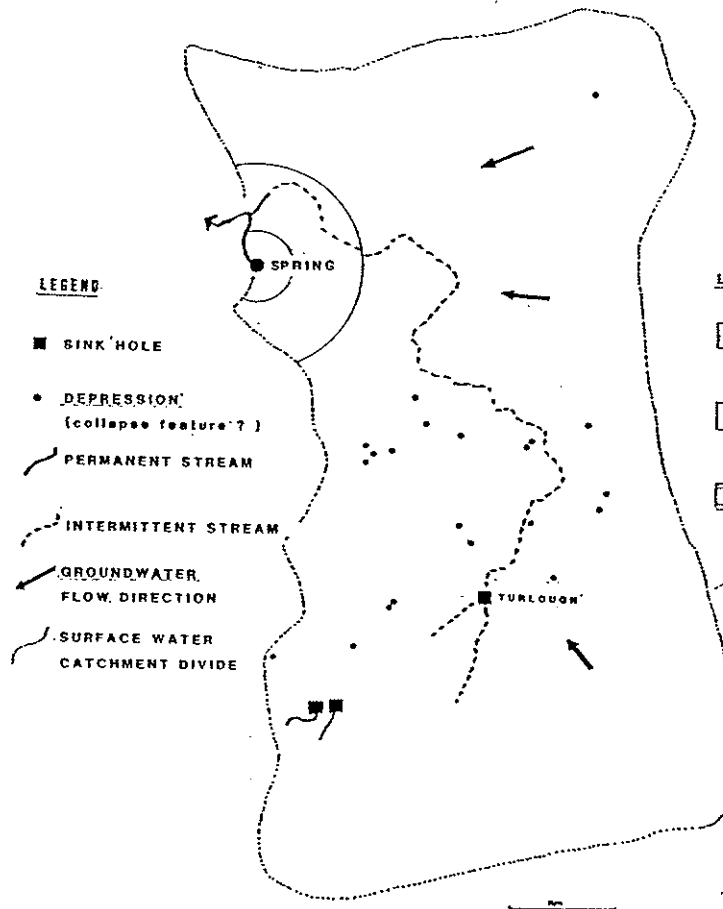 SPRING
LEGEND
SINK HOLE
DEPRESSION
(collapse feature ? )
PERMANENT STREAM
INTERMITTENT STREAM
GROUNDWATER
FLOW DIRECTION
SURFACE WATER
CATCHMENT DIVIDE
TURLOUGH